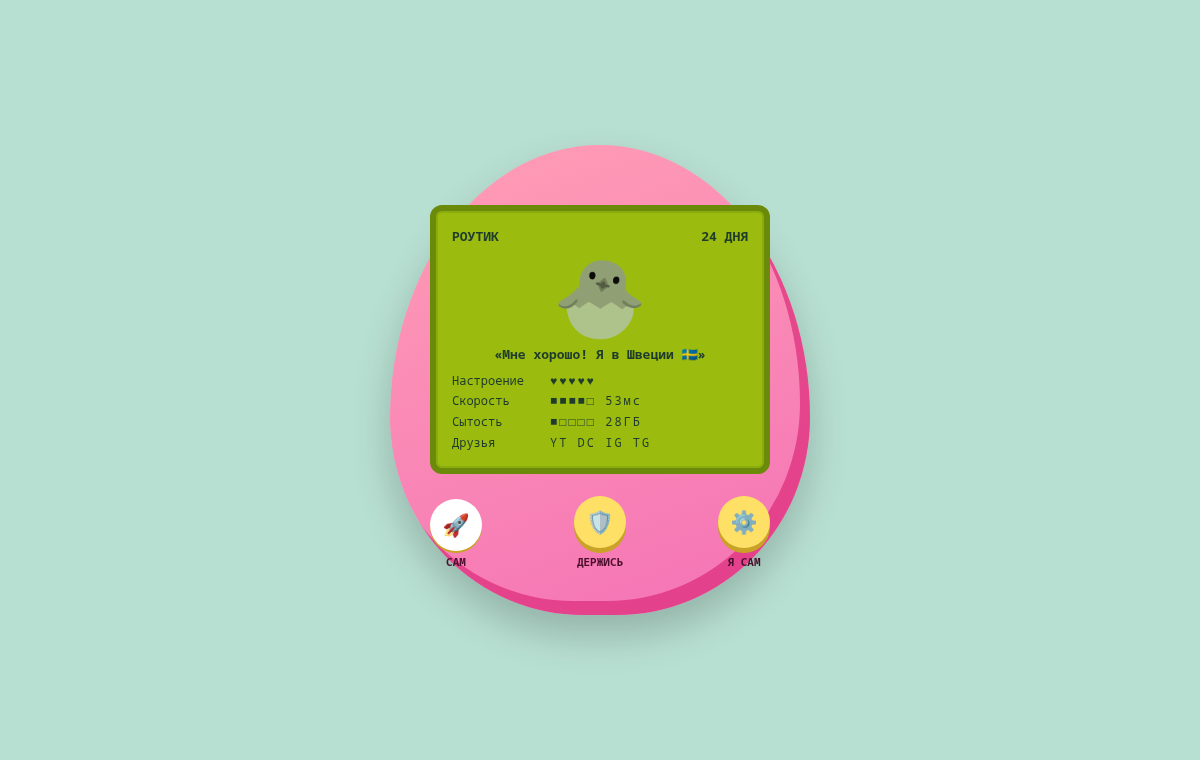 РОУТИК 24 ДНЯ
«Мне хорошо! Я в Швеции 🇸🇪»
Настроение ♥♥♥♥♥
Скорость ■■■■□ 53мс
Сытость ■□□□□ 28ГБ
Друзья YT DC IG TG
САМ ДЕРЖИСЬ Я САМ